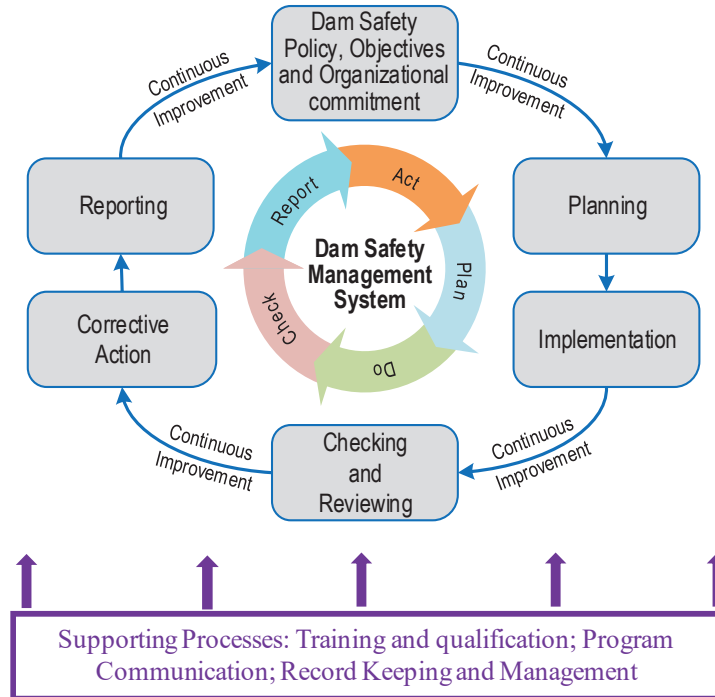 Dam Safety
Policy, Objectives
and Organizational
commitment
Continuous
Improvement
Continuous
Improvement
Reporting
Planning
Report
Act
Plan
Do
Check
Dam Safety
Management
System
Corrective
Action
Implementation
Continuous
Improvement
Checking
and
Reviewing
Continuous
Improvement
Supporting Processes: Training and qualification; Program
Communication; Record Keeping and Management